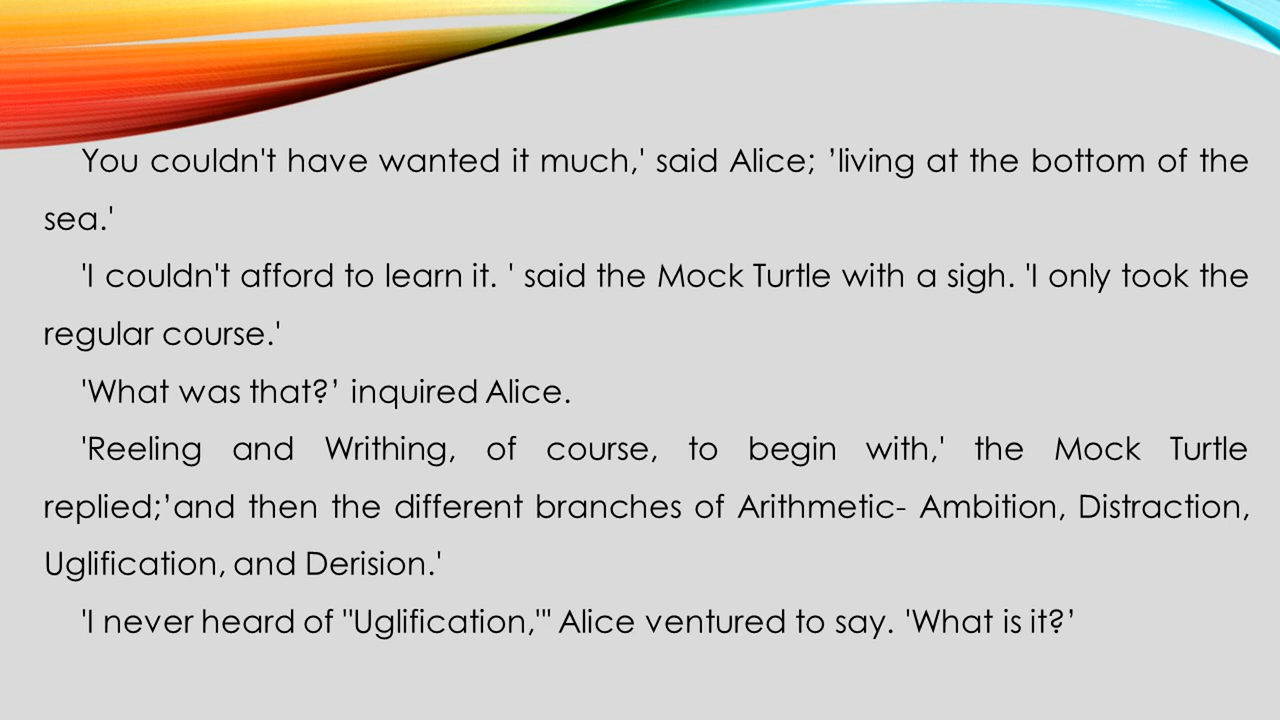 You couldn't have wanted it much,' said Alice; ’living at the bottom of the
sea.'
'I couldn't afford to learn it. ' said the Mock Turtle with a sigh. 'I only took the
regular course.'
'What was that?’ inquired Alice.
'Reeling and Writhing, of course, to begin with,' the Mock Turtle
replied;’and then the different branches of Arithmetic- Ambition, Distraction,
Uglification, and Derision.'
'I never heard of "Uglification,"' Alice ventured to say. 'What is it?’